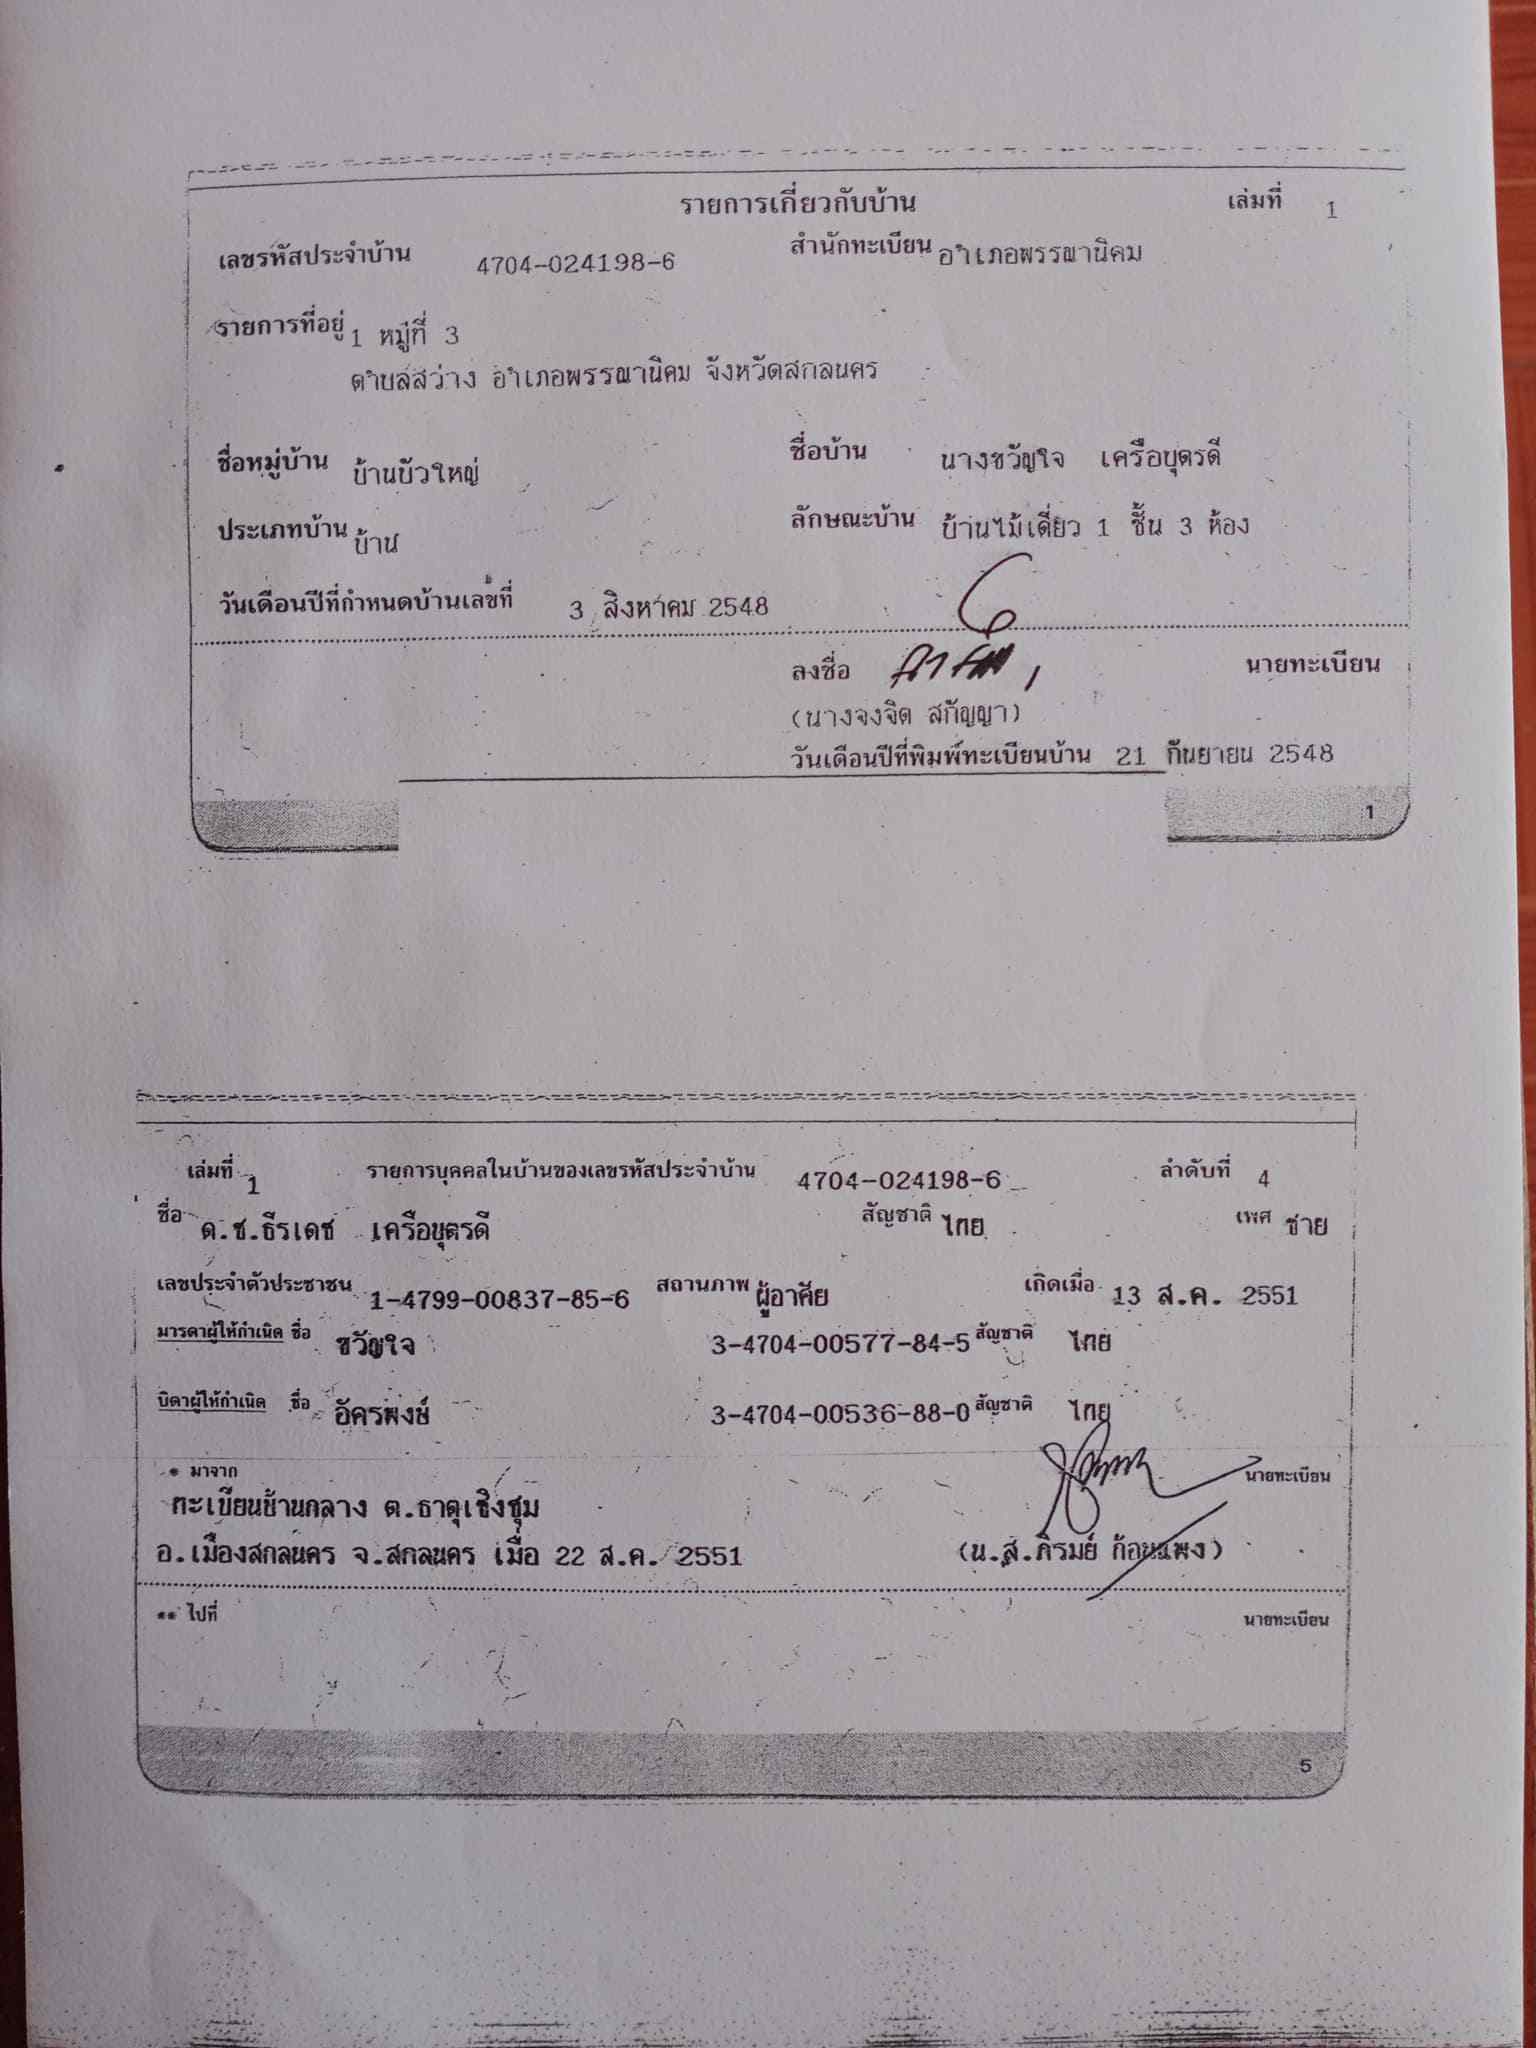 รายการเกี่ยวกับบ้าน เล่มที่ 1
เลขรหัสประจำบ้าน 4704-024198-6 สำนักทะเบียน อำเภอพรรณานิคม
รายการที่อยู่ 1 หมู่ที่ 3
ตำบลสว่าง อำเภอพรรณานิคม จังหวัดสกลนคร
ชื่อหมู่บ้าน บ้านบัวใหญ่ ชื่อบ้าน นางขวัญใจ เครือบุตรดี
ประเภทบ้าน บ้าน ลักษณะบ้าน บ้านไม้เดี่ยว 1 ชั้น 3 ห้อง
วันเดือนปีที่กำหนดบ้านเลขที่ 3 สิงหาคม 2548
ลงชื่อ นายทะเบียน
(นางจงจิต สกัญญา)
วันเดือนปีที่พิมพ์ทะเบียนบ้าน 21 กันยายน 2548
1
เล่มที่ 1 รายการบุคคลในบ้านของเลขรหัสประจำบ้าน 4704-024198-6 ลำดับที่ 4
ชื่อ ด.ช.ธีรเดช เครือบุตรดี สัญชาติ ไทย เพศ ชาย
เลขประจำตัวประชาชน 1-4799-00837-85-6 สถานภาพ ผู้อาศัย เกิดเมื่อ 13 ส.ค. 2551
มารดาผู้ให้กำเนิด ชื่อ ขวัญใจ 3-4704-00577-84-5 สัญชาติ ไทย
บิดาผู้ให้กำเนิด ชื่อ อัครพงษ์ 3-4704-00536-88-0 สัญชาติ ไทย
* มาจาก นายทะเบียน
ทะเบียนบ้านกลาง ต.ธาตุเชิงชุม
อ.เมืองสกลนคร จ.สกลนคร เมื่อ 22 ส.ค. 2551 (น.ส.ภิรมย์ ก้อนแพง)
** ไปที่ นายทะเบียน
5